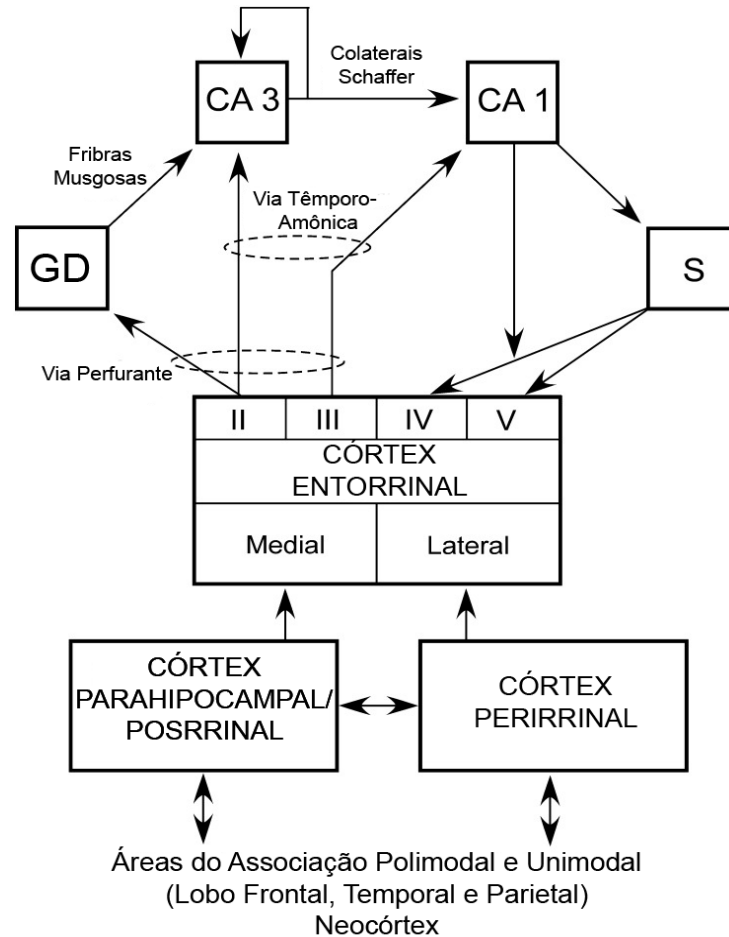 Colaterais
Schaffer
CA 3
CA 1
Fribras
Musgosas
Via Têmporo-
Amônica
GD
S
Via Perfurante
II
III
IV
V
CÓRTEX
ENTORRINAL
Medial
Lateral
CÓRTEX
PARAHIPOCAMPAL/
POSRRINAL
CÓRTEX
PERIRRINAL
Áreas do Associação Polimodal e Unimodal
(Lobo Frontal, Temporal e Parietal)
Neocórtex